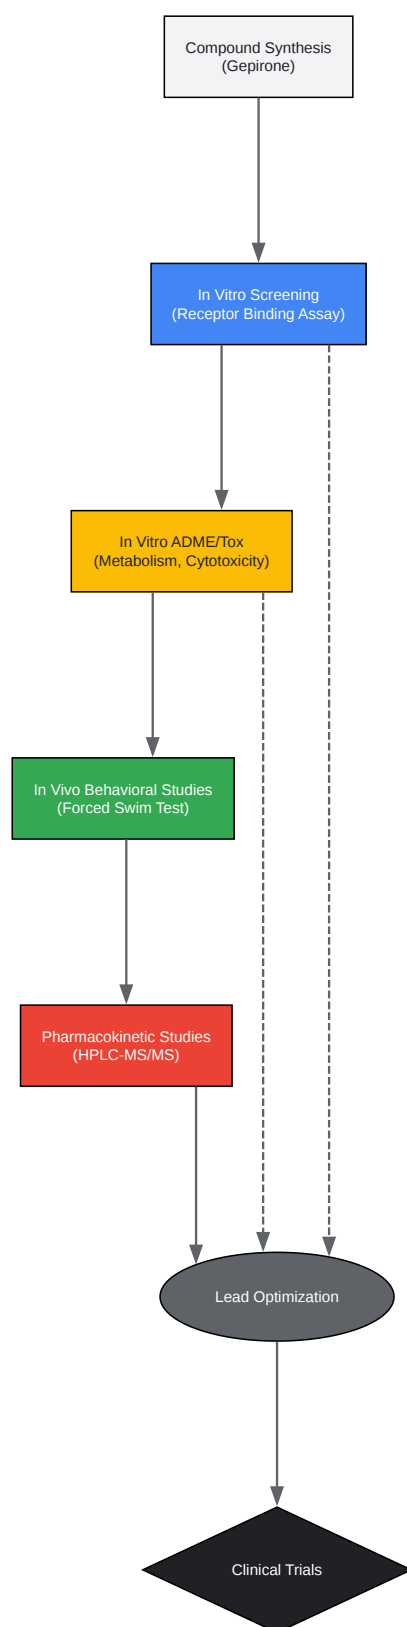 Compound Synthesis
(Gepirone)
In Vitro Screening
(Receptor Binding Assay)
In Vitro ADME/Tox
(Metabolism, Cytotoxicity)
In Vivo Behavioral Studies
(Forced Swim Test)
Pharmacokinetic Studies
(HPLC-MS/MS)
Lead Optimization
Clinical Trials